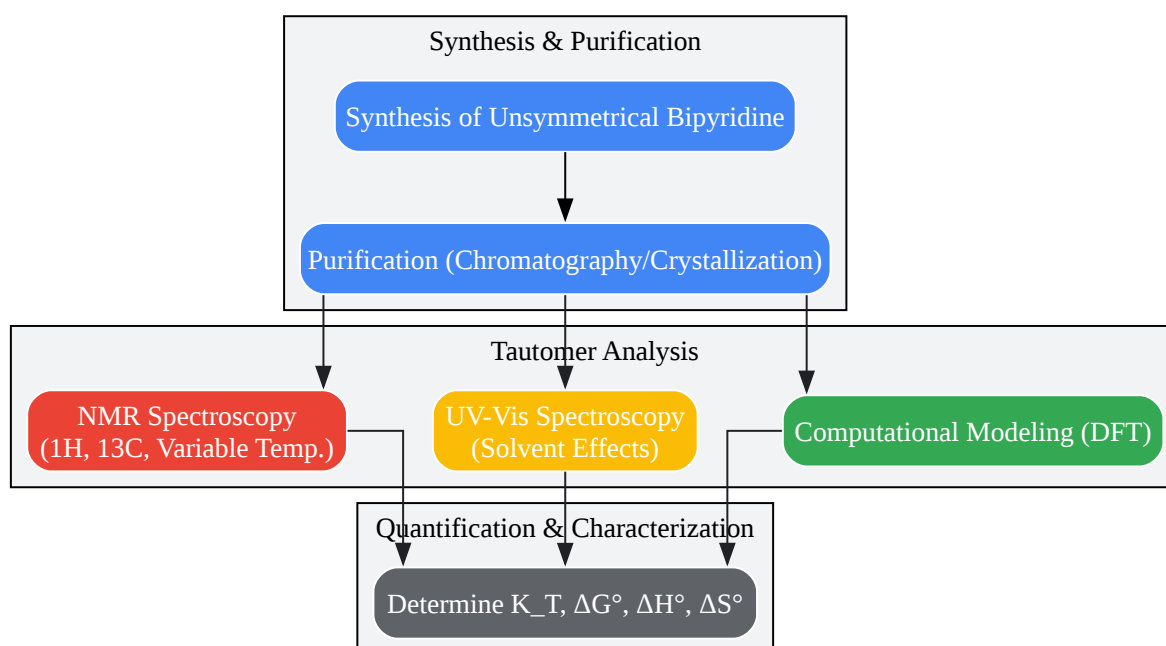 Synthesis & Purification
Synthesis of Unsymmetrical Bipyridine
Purification (Chromatography/Crystallization)
Tautomer Analysis
NMR Spectroscopy
(1H, 13C, Variable Temp.)
UV-Vis Spectroscopy
(Solvent Effects)
Computational Modeling (DFT)
Quantification & Characterization
Determine K_T, ΔG°, ΔH°, ΔS°